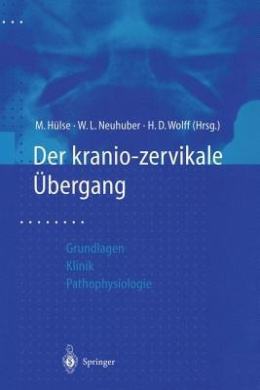 M. Hülse · W. L. Neuhuber · H. D. Wolff (Hrsg.)
Der kranio-zervikale
Übergang
Grundlagen
Klinik
Pathophysiologie
Springer